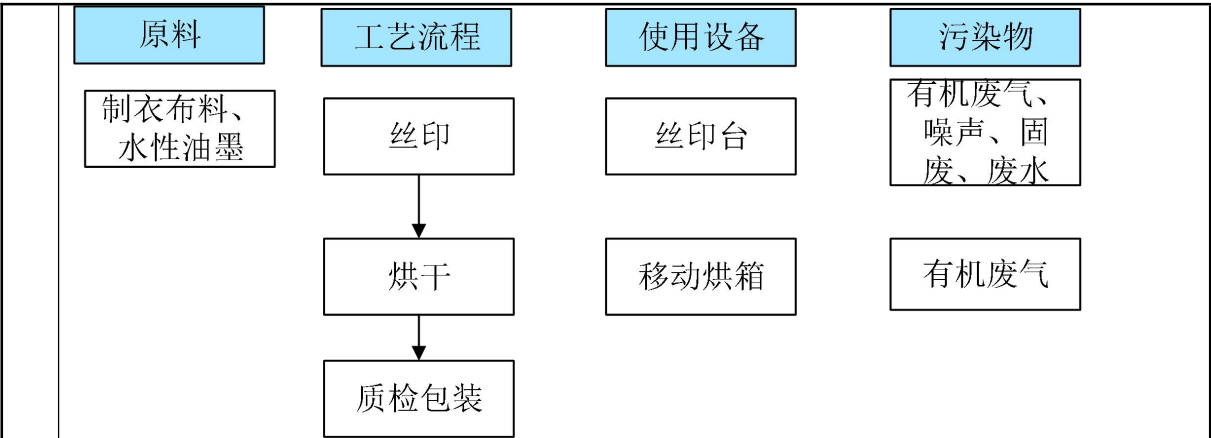 原料
工艺流程
使用设备
污染物
制衣布料、
水性油墨
丝印
丝印台
有机废气、
噪声、固
废、废水
烘干
移动烘箱
有机废气
质检包装